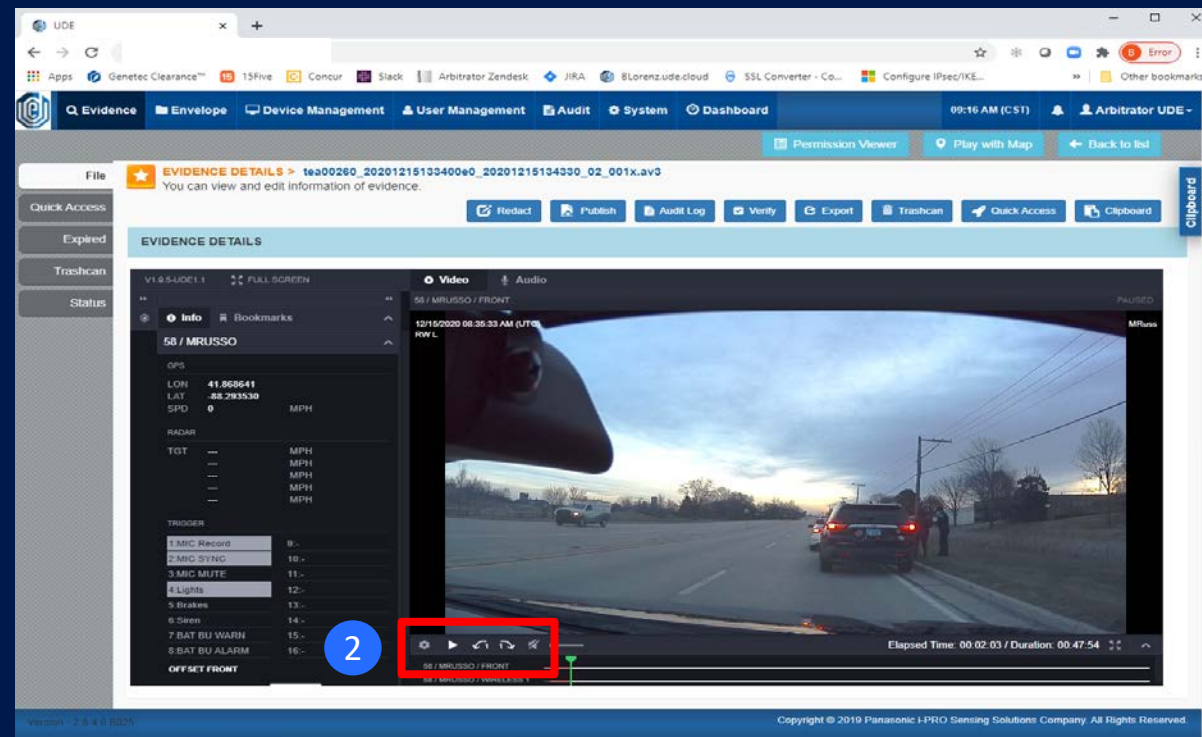 UDE
Error
Apps Genetec Clearance™ 15Five Concur Slack Arbitrator Zendesk JIRA BLorenz.ude.cloud SSL Converter - Co... Configure IPsec/IKE... » Other bookmarks
Evidence Envelope Device Management User Management Audit System Dashboard 09:16 AM (CST) Arbitrator UDE
Permission Viewer Play with Map Back to list
File
Quick Access
Expired
Trashcan
Status
EVIDENCE DETAILS > tea00260_20201215133400e0_20201215134330_02_001x.av3
You can view and edit information of evidence.
Redact Publish Audit Log Verify Export Trashcan Quick Access Clipboard
Clipboard
EVIDENCE DETAILS
V1.9.5-UDE1.1 FULL SCREEN
Video Audio
58 / MRUSSO / FRONT PAUSED
Info Bookmarks
58 / MRUSSO
GPS
LON 41.868641
LAT -88.293530
SPD 0 MPH
RADAR
TGT --- MPH
--- MPH
--- MPH
--- MPH
--- MPH
TRIGGER
1:MIC Record 9:-
2:MIC SYNC 10:-
3:MIC MUTE 11:-
4:Lights 12:-
5:Brakes 13:-
6:Siren 14:-
7:BAT BU WARN 15:-
8:BAT BU ALARM 16:-
OFFSET FRONT
12/15/2020 08:35:33 AM (UTC)
RW L
MRuss
2
Elapsed Time: 00:02:03 / Duration: 00:47:54
58 / MRUSSO / FRONT
58 / MRUSSO / WIRELESS 1
Copyright © 2019 Panasonic i-PRO Sensing Solutions Company. All Rights Reserved.